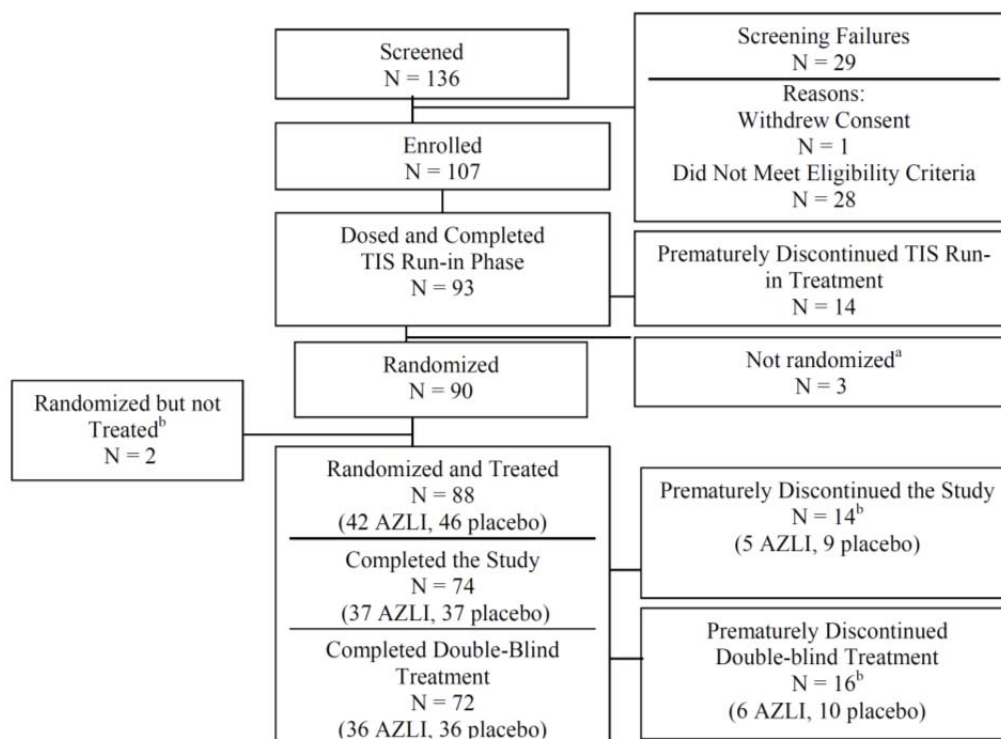 Screened
N = 136
Screening Failures
N = 29
Reasons:
Withdrew Consent
N = 1
Did Not Meet Eligibility Criteria
N = 28
Enrolled
N = 107
Dosed and Completed
TIS Run-in Phase
N = 93
Prematurely Discontinued TIS Run-
in Treatment
N = 14
Randomized
N = 90
Not randomizedᵃ
N = 3
Randomized but not
Treatedᵇ
N = 2
Randomized and Treated
N = 88
(42 AZLI, 46 placebo)
Completed the Study
N = 74
(37 AZLI, 37 placebo)
Completed Double-Blind
Treatment
N = 72
(36 AZLI, 36 placebo)
Prematurely Discontinued the Study
N = 14ᵇ
(5 AZLI, 9 placebo)
Prematurely Discontinued
Double-blind Treatment
N = 16ᵇ
(6 AZLI, 10 placebo)